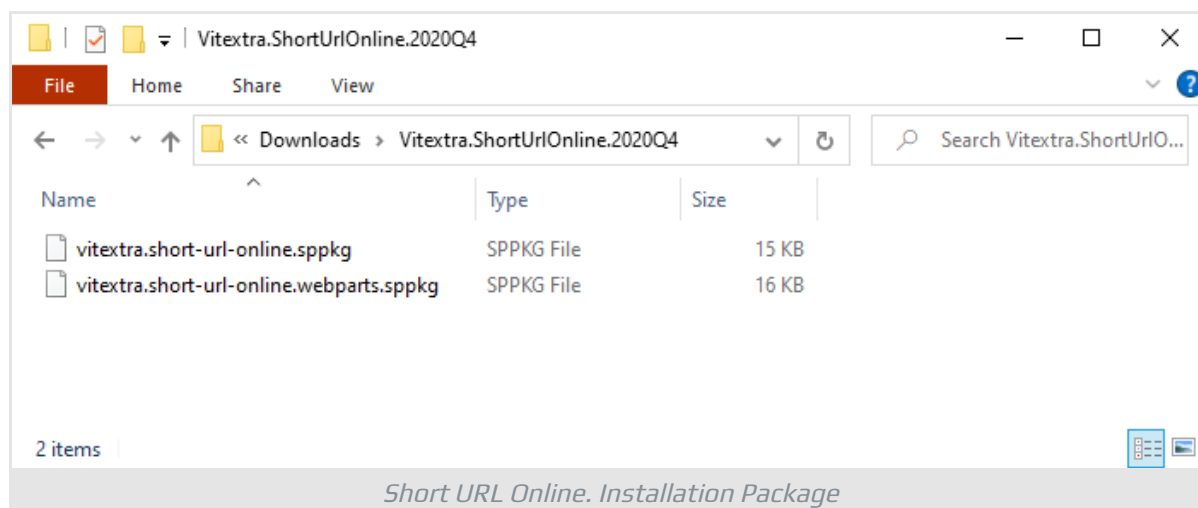 Vitextra.ShortUrlOnline.2020Q4
File Home Share View ?
« Downloads > Vitextra.ShortUrlOnline.2020Q4 Search Vitextra.ShortUrlO...
Name Type Size
vitextra.short-url-online.sppkg SPPKG File 15 KB
vitextra.short-url-online.webparts.sppkg SPPKG File 16 KB
2 items
Short URL Online. Installation Package